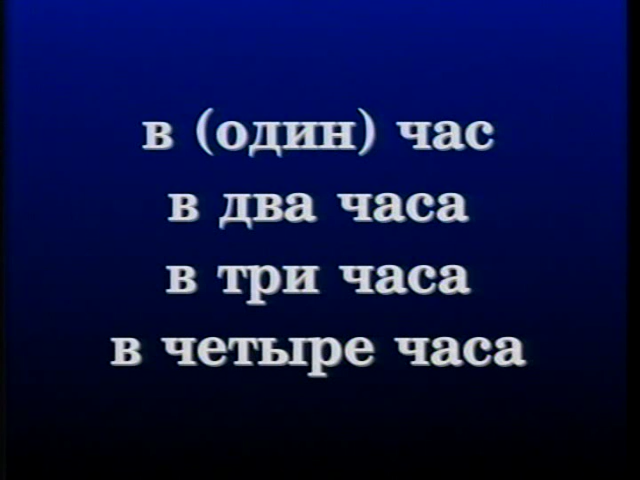 в (один) час
в два часа
в три часа
в четыре часа